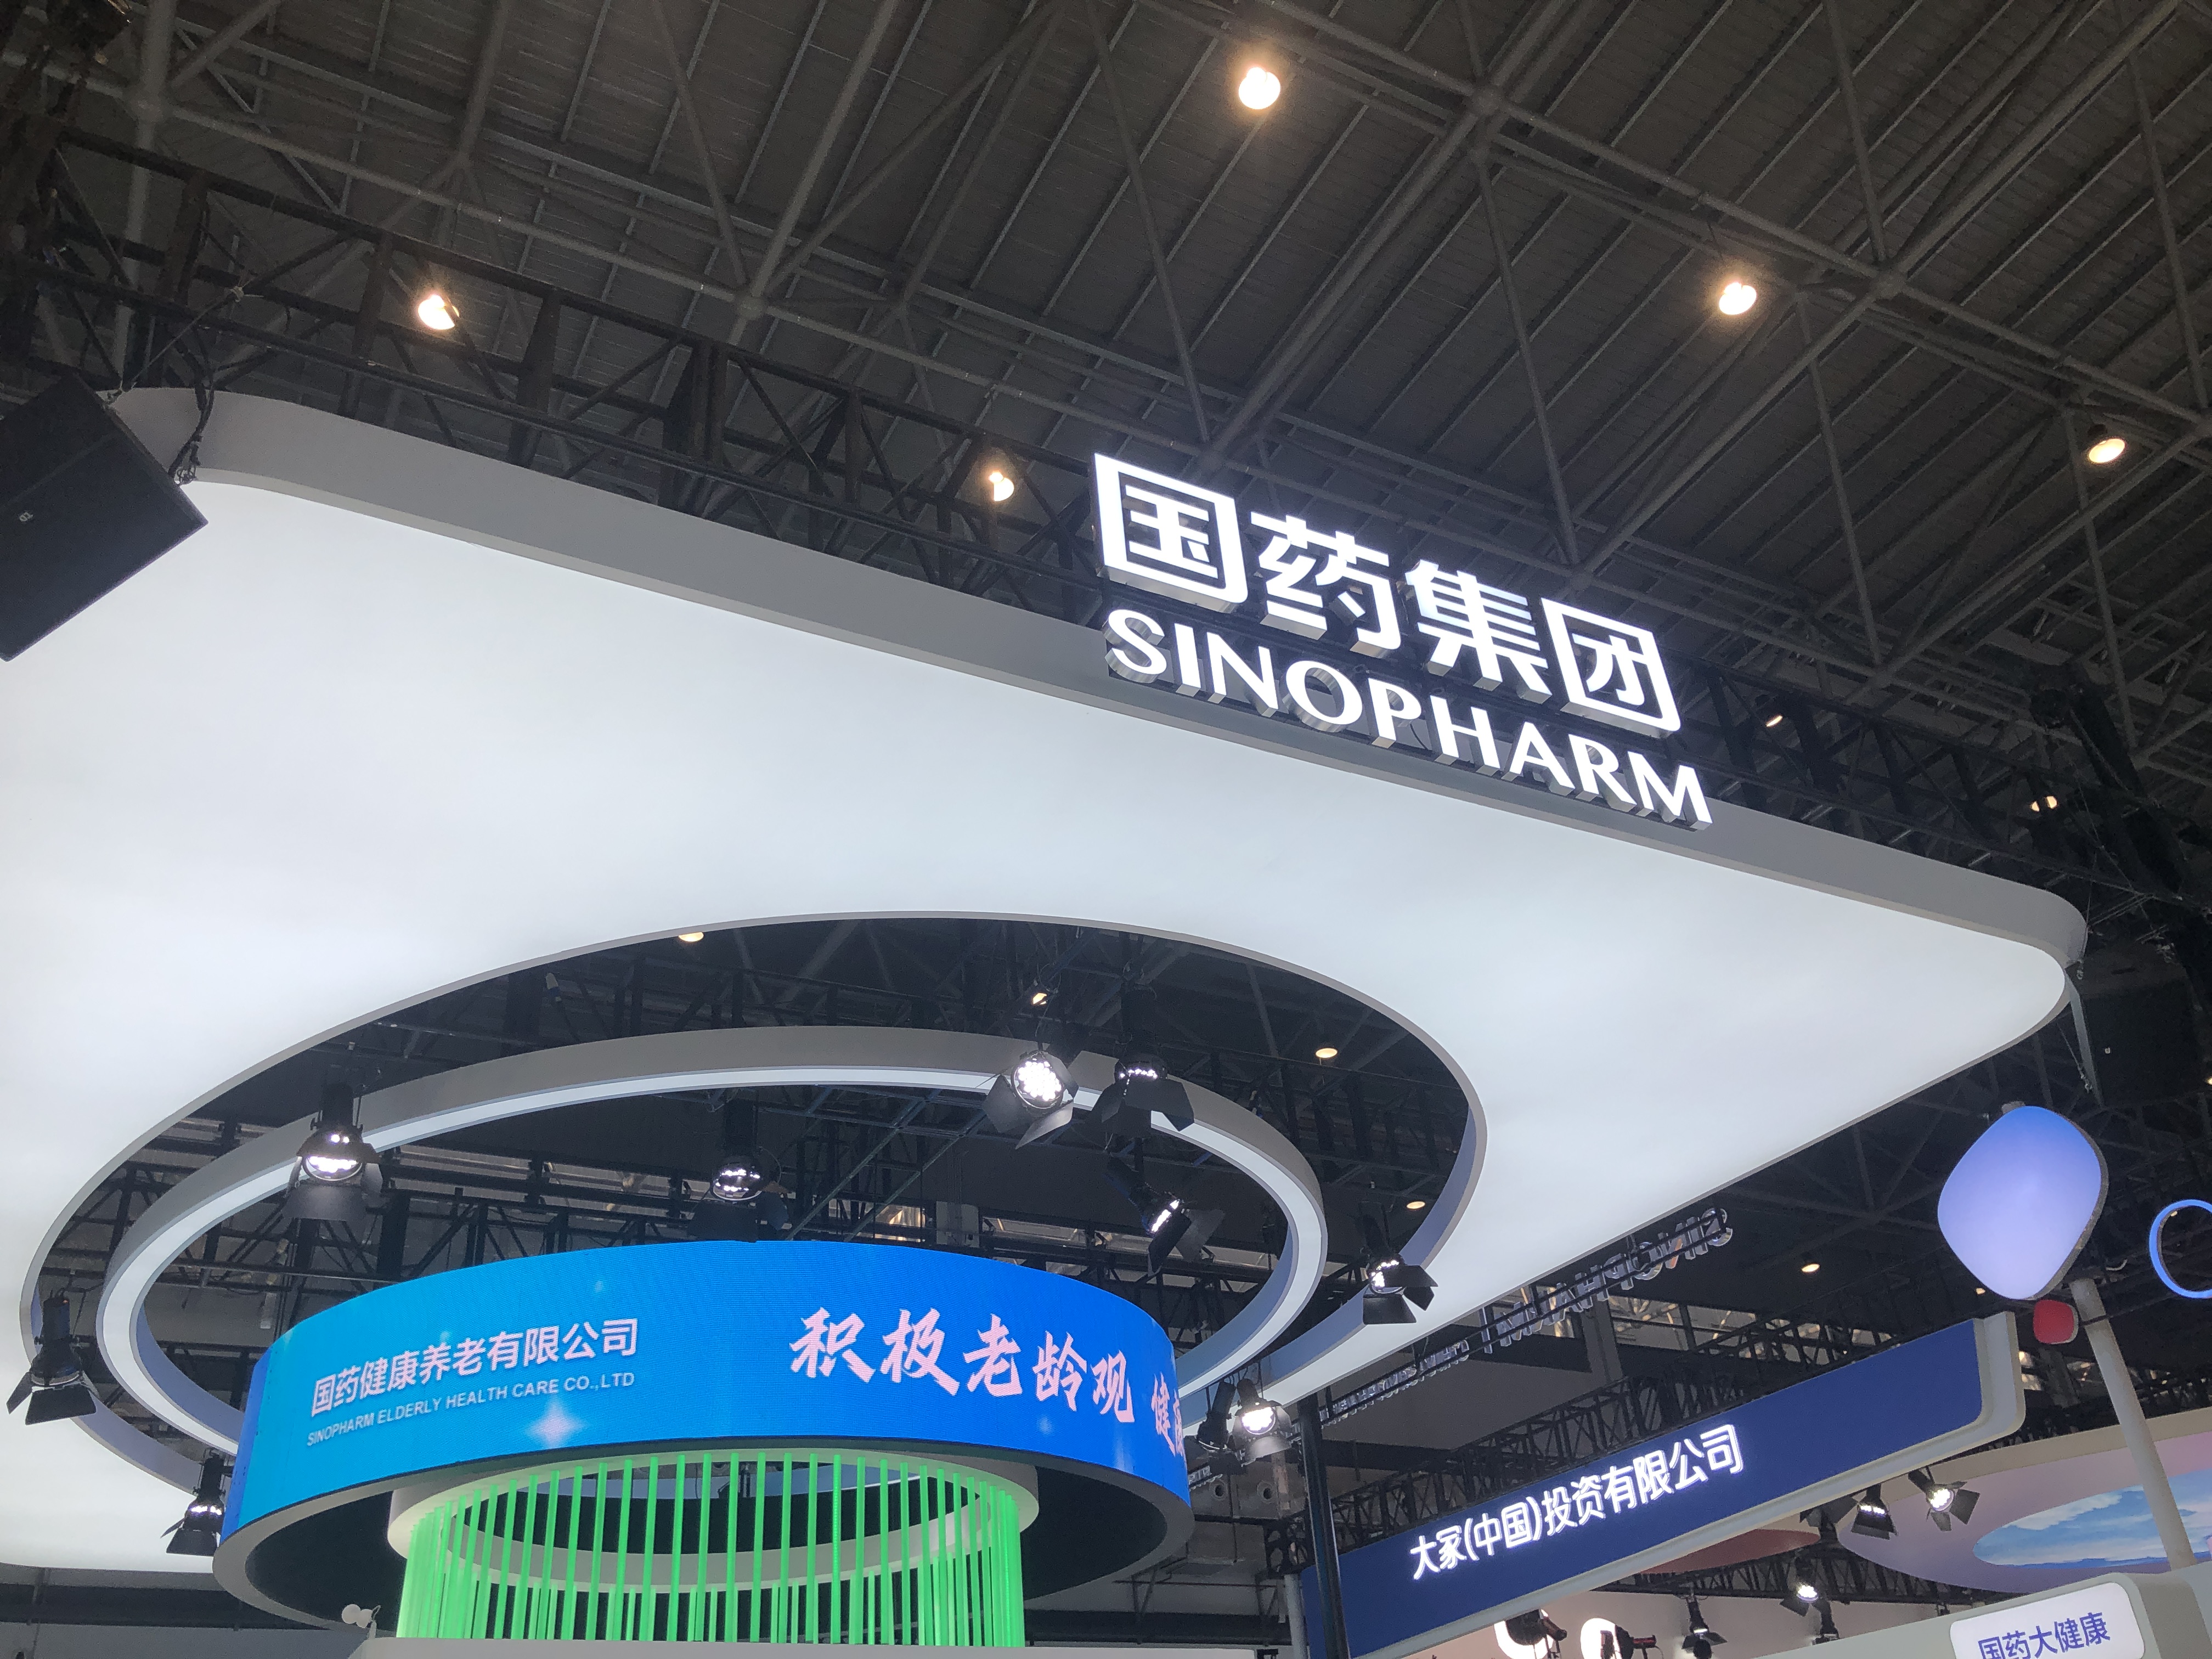 国药集团
SINOPHARM
国药健康养老有限公司
SINOPHARM ELDERLY HEALTH CARE CO.,LTD
积极老龄观 健
大冢(中国)投资有限公司
国药大健康